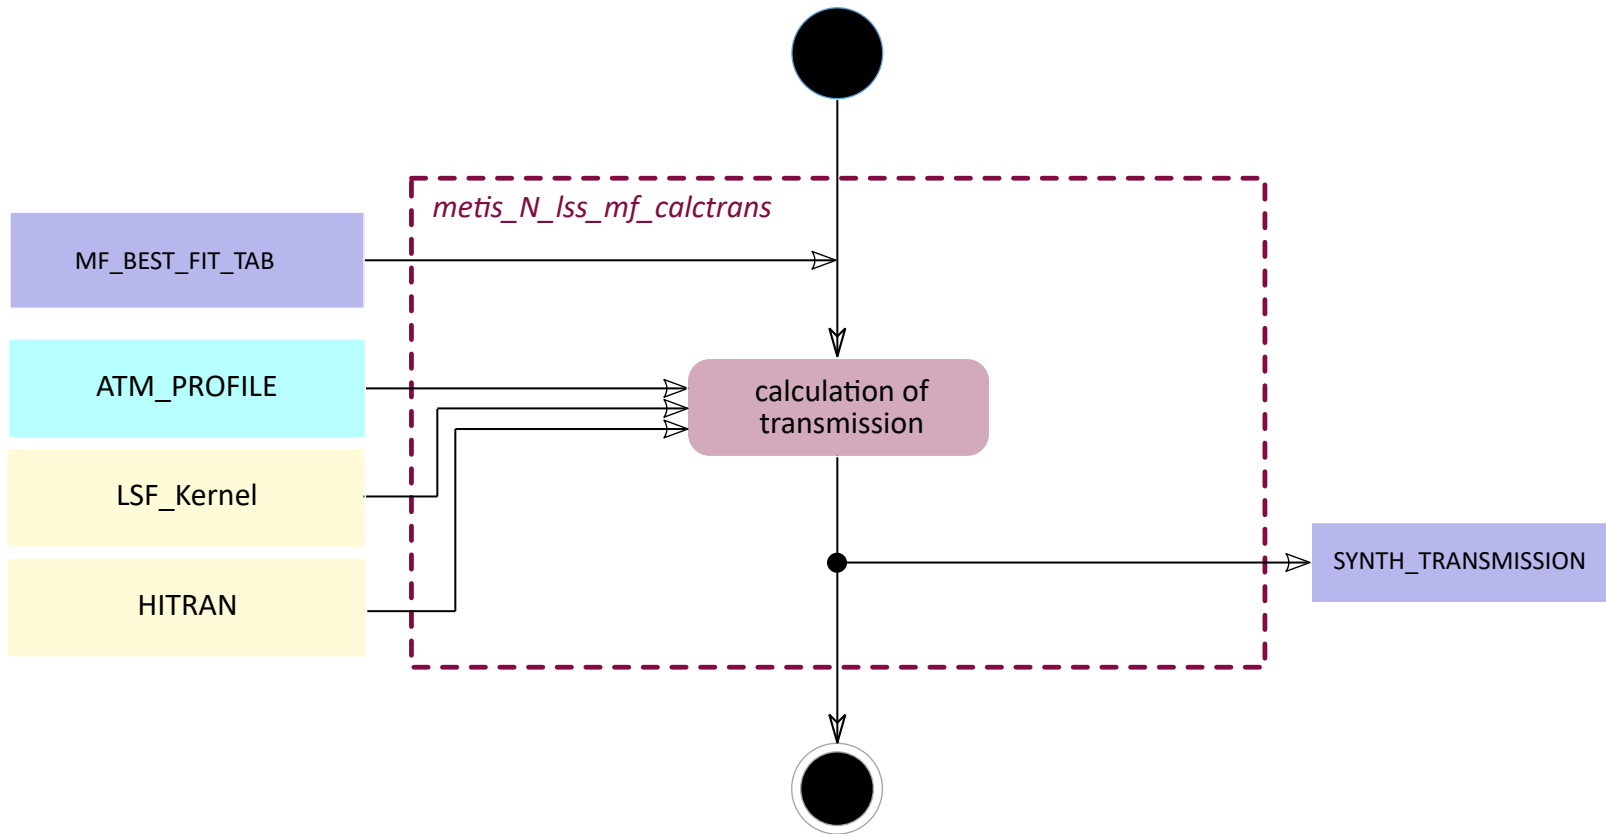 metis_N_lss_mf_calctrans
MF_BEST_FIT_TAB
ATM_PROFILE
calculation of
transmission
LSF_Kernel
HITRAN
SYNTH_TRANSMISSION